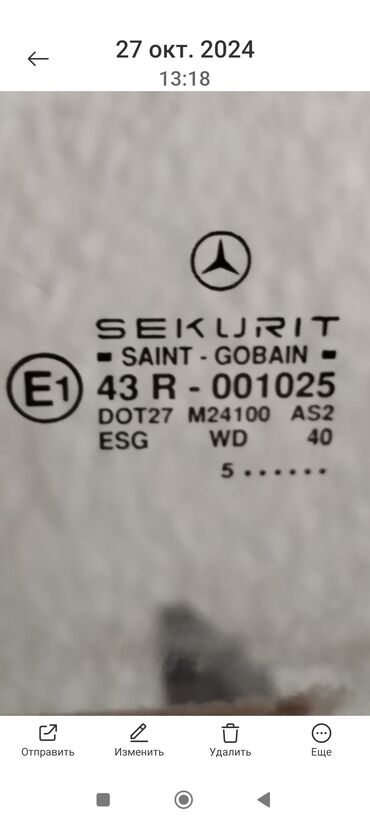 27 окт. 2024
13:18
SEKURIT
SAINT - GOBAIN
E1 43 R - 001025
DOT27 M24100 AS2
ESG WD 40
5 ······
Отправить Изменить Удалить Еще